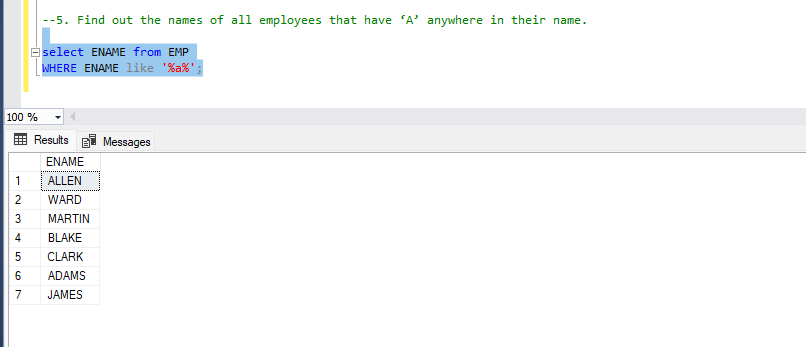 --5. Find out the names of all employees that have ‘A’ anywhere in their name.
select ENAME from EMP
WHERE ENAME like '%a%';
100 %
Results Messages
ENAME
1 ALLEN
2 WARD
3 MARTIN
4 BLAKE
5 CLARK
6 ADAMS
7 JAMES